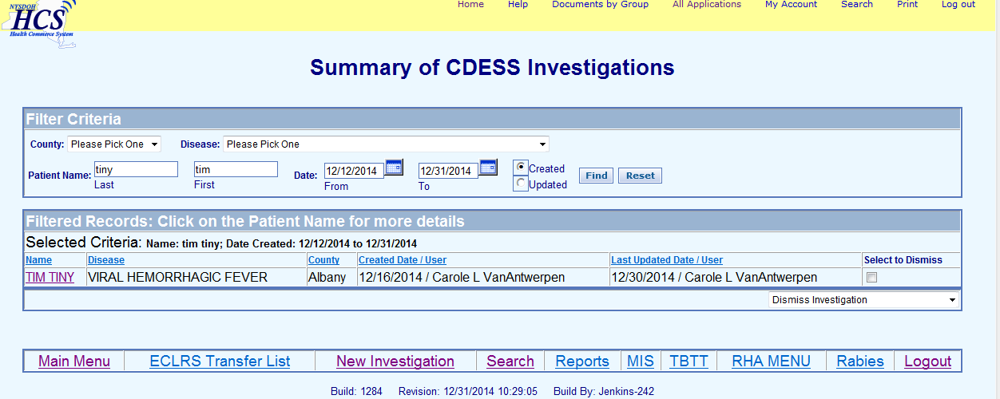 NYSDOH
HCS
Health Commerce System
Home Help Documents by Group All Applications My Account Search Print Log out
Summary of CDESS Investigations
Filter Criteria
County: Please Pick One Disease: Please Pick One
Patient Name: tiny tim Date: 12/12/2014 12/31/2014 Created Find Reset
Last First From To Updated
Filtered Records: Click on the Patient Name for more details
Selected Criteria: Name: tim tiny; Date Created: 12/12/2014 to 12/31/2014
Name Disease County Created Date / User Last Updated Date / User Select to Dismiss
TIM TINY VIRAL HEMORRHAGIC FEVER Albany 12/16/2014 / Carole L VanAntwerpen 12/30/2014 / Carole L VanAntwerpen
Dismiss Investigation
Main Menu ECLRS Transfer List New Investigation Search Reports MIS TBTT RHA MENU Rabies Logout
Build: 1284 Revision: 12/31/2014 10:29:05 Build By: Jenkins-242